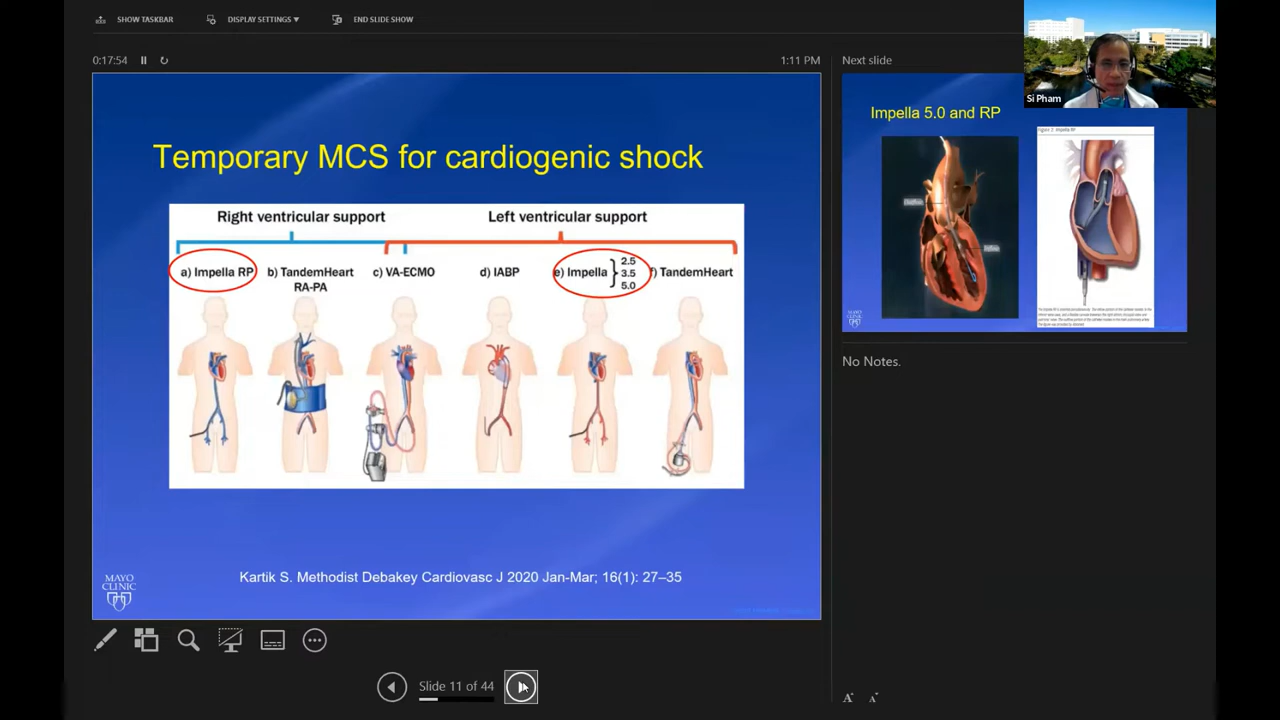 SHOW TASKBAR
DISPLAY SETTINGS ▼
END SLIDE SHOW
0:17:54
1:11 PM
Temporary MCS for cardiogenic shock
Right ventricular support
Left ventricular support
a) Impella RP
b) TandemHeart
RA-PA
c) VA-ECMO
d) IABP
e) Impella
2.5
3.5
5.0
f) TandemHeart
Kartik S. Methodist Debakey Cardiovasc J 2020 Jan-Mar; 16(1): 27–35
MAYO
CLINIC
Slide 11 of 44
Next slide
Si Pham
Impella 5.0 and RP
MAYO
CLINIC
No Notes.
A
A